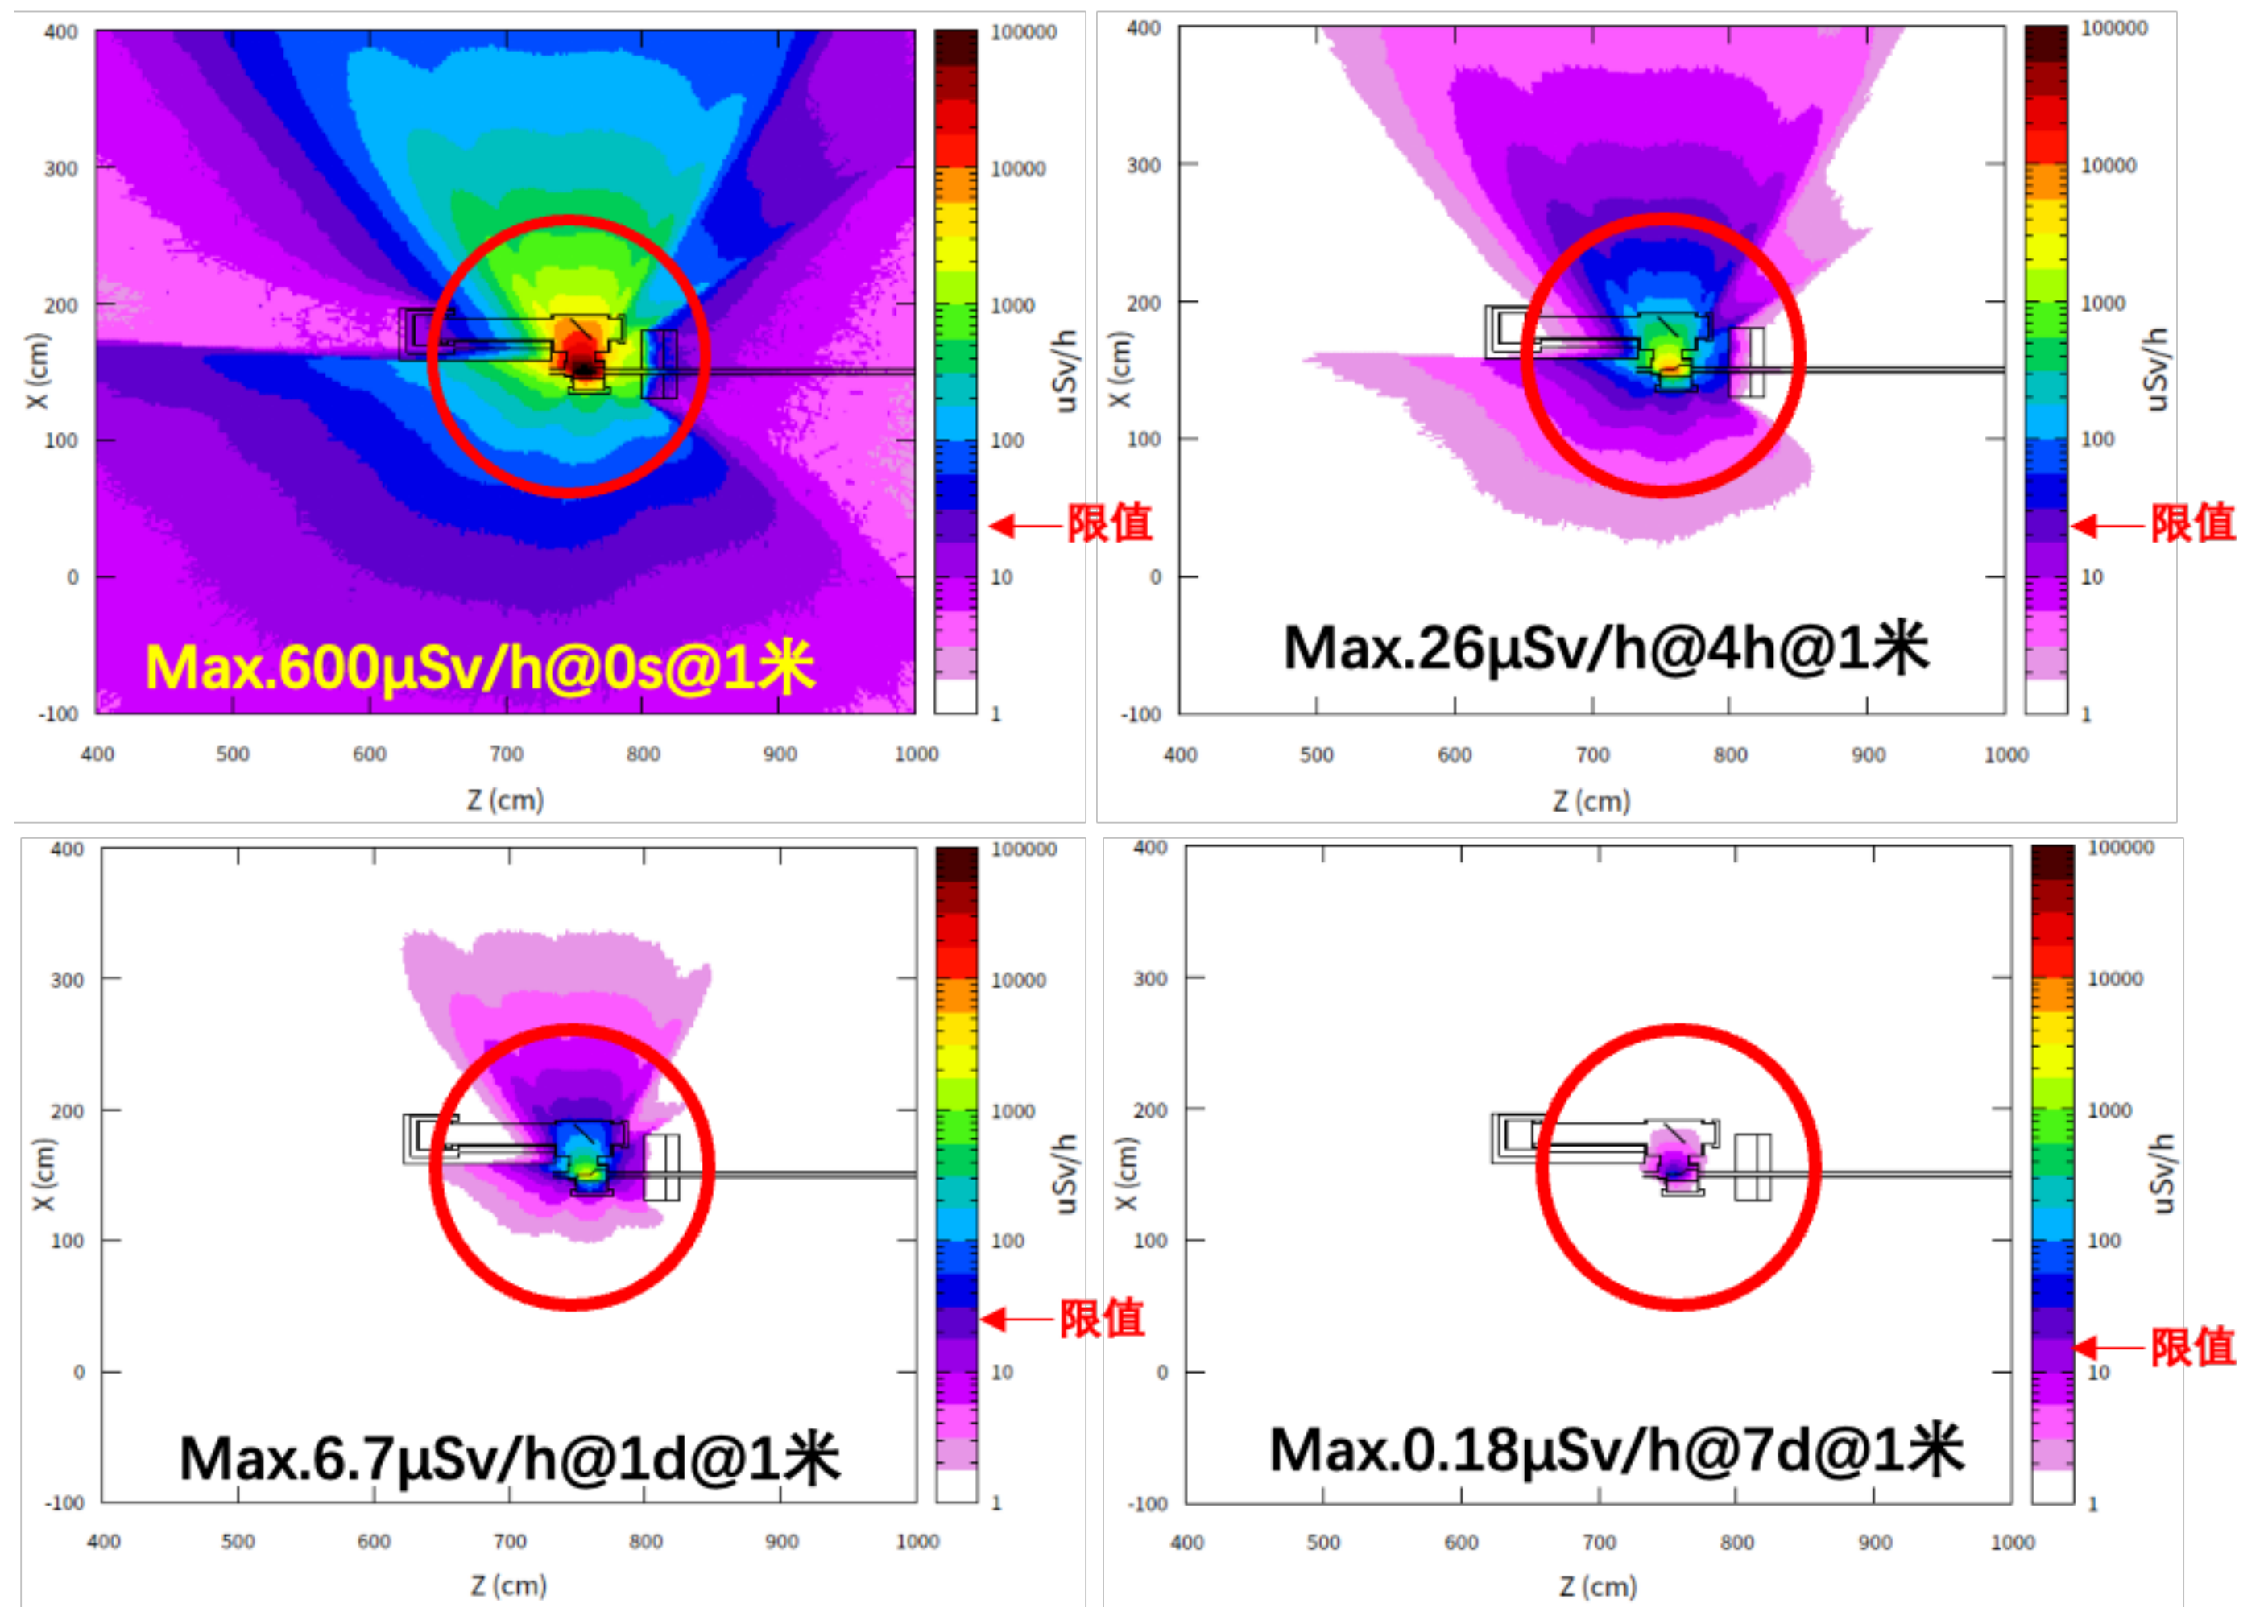 400
300
200
100
0
-100
X (cm)
400 500 600 700 800 900 1000
Z (cm)
100000
10000
1000
100
10
1
uSv/h
限值
Max.600μSv/h@0s@1米
400
300
200
100
0
-100
X (cm)
400 500 600 700 800 900 1000
Z (cm)
100000
10000
1000
100
10
1
uSv/h
限值
Max.26μSv/h@4h@1米
400
300
200
100
0
-100
X (cm)
400 500 600 700 800 900 1000
Z (cm)
100000
10000
1000
100
10
1
uSv/h
限值
Max.6.7μSv/h@1d@1米
400
300
200
100
0
-100
X (cm)
400 500 600 700 800 900 1000
Z (cm)
100000
10000
1000
100
10
1
uSv/h
限值
Max.0.18μSv/h@7d@1米